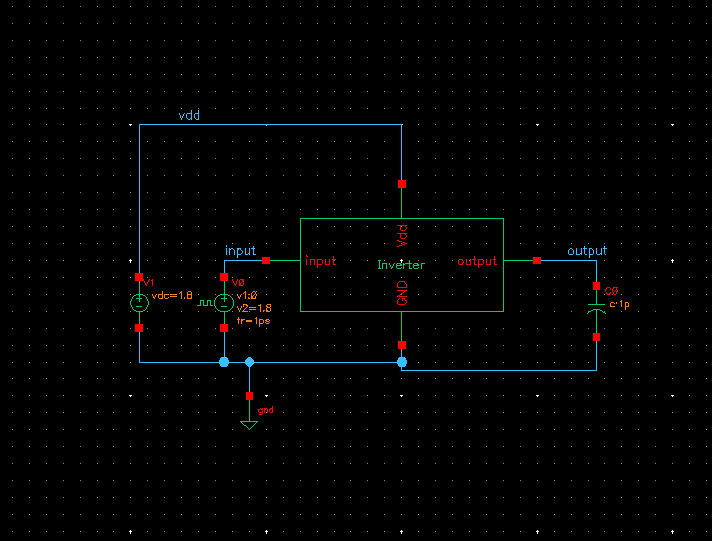 vdd
Vdd
input
output
input
Inverter
output
V1
vdc=1.8
V0
v1:0
v2=1.8
tr=1ps
GND
C0
c:1p
gnd